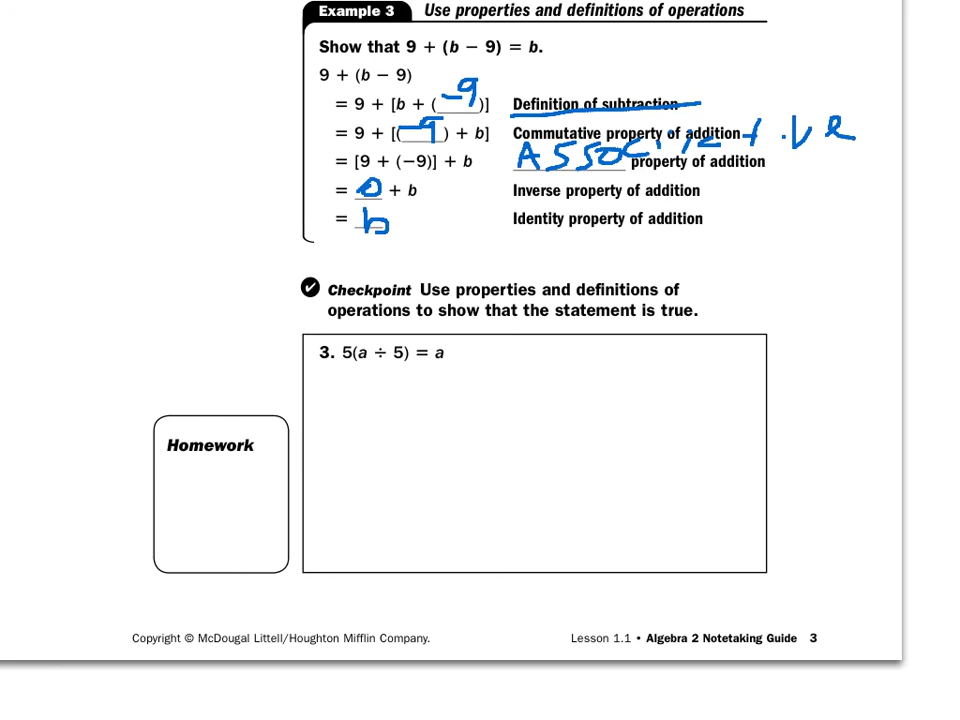 Example 3 Use properties and definitions of operations
Show that 9 + (b − 9) = b.
9 + (b − 9)
= 9 + [b + (−9)] Definition of subtraction
= 9 + [(−9) + b] Commutative property of addition
= [9 + (−9)] + b Associative property of addition
= 0 + b Inverse property of addition
= b Identity property of addition
✔ Checkpoint Use properties and definitions of
operations to show that the statement is true.
3. 5(a ÷ 5) = a
Homework
Copyright © McDougal Littell/Houghton Mifflin Company.
Lesson 1.1 • Algebra 2 Notetaking Guide 3